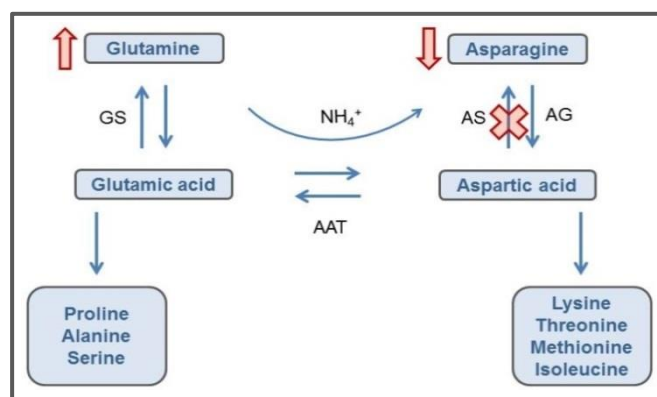 Glutamine
Asparagine
GS
NH₄⁺
AS
AG
Glutamic acid
Aspartic acid
AAT
Proline
Alanine
Serine
Lysine
Threonine
Methionine
Isoleucine